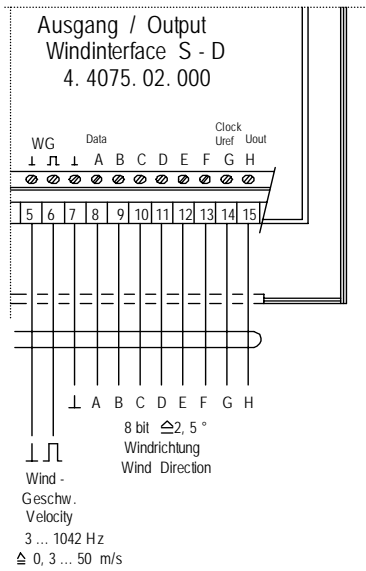 Ausgang / Output
Windinterface S - D
4. 4075. 02. 000
Clock
WG Data Uref Uout
⊥ ⊥ A B C D E F G H
5 6 7 8 9 10 11 12 13 14 15
⊥ A B C D E F G H
8 bit ≙2, 5 °
Windrichtung
Wind Direction
⊥
Wind -
Geschw.
Velocity
3 ... 1042 Hz
≙ 0, 3 ... 50 m/s